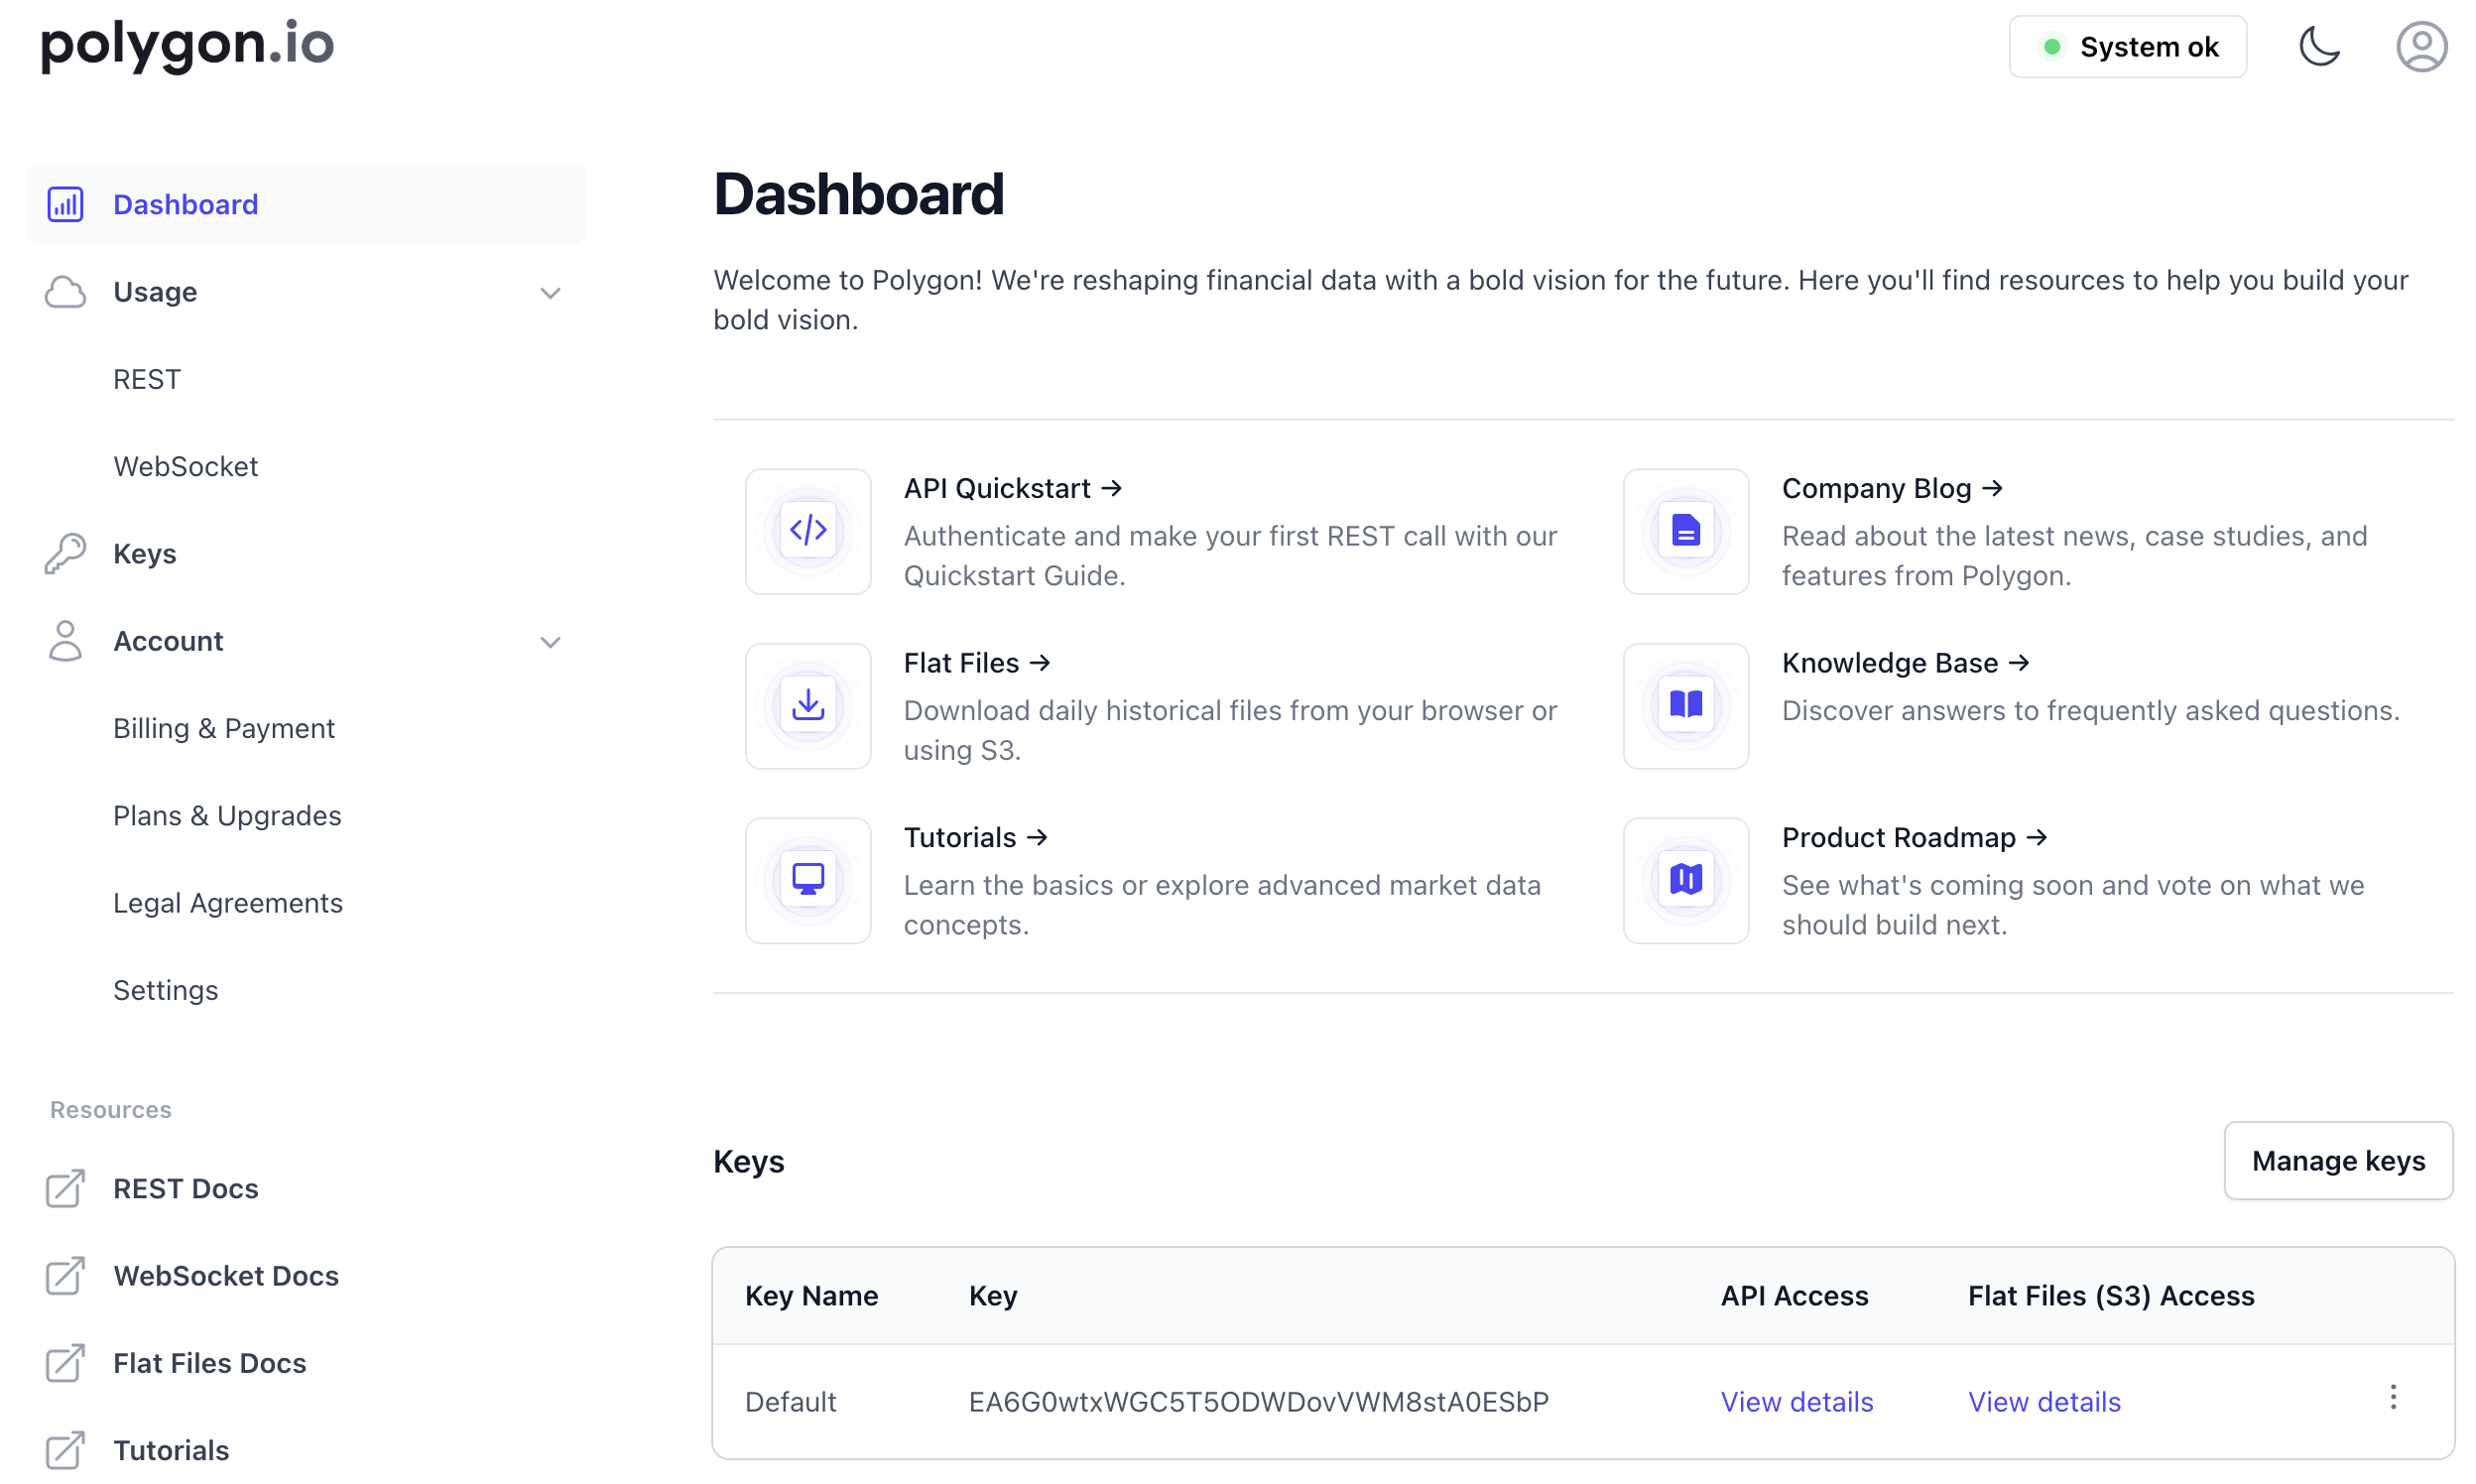 polygon.io
System ok
Dashboard
Usage
REST
WebSocket
Keys
Account
Billing & Payment
Plans & Upgrades
Legal Agreements
Settings
Resources
REST Docs
WebSocket Docs
Flat Files Docs
Tutorials
Dashboard
Welcome to Polygon! We're reshaping financial data with a bold vision for the future. Here you'll find resources to help you build your
bold vision.
API Quickstart →
Authenticate and make your first REST call with our
Quickstart Guide.
Company Blog →
Read about the latest news, case studies, and
features from Polygon.
Flat Files →
Download daily historical files from your browser or
using S3.
Knowledge Base →
Discover answers to frequently asked questions.
Tutorials →
Learn the basics or explore advanced market data
concepts.
Product Roadmap →
See what's coming soon and vote on what we
should build next.
Keys
Manage keys
Key Name Key API Access Flat Files (S3) Access
Default EA6G0wtxWGC5T5ODWDovVWM8stA0ESbP View details View details